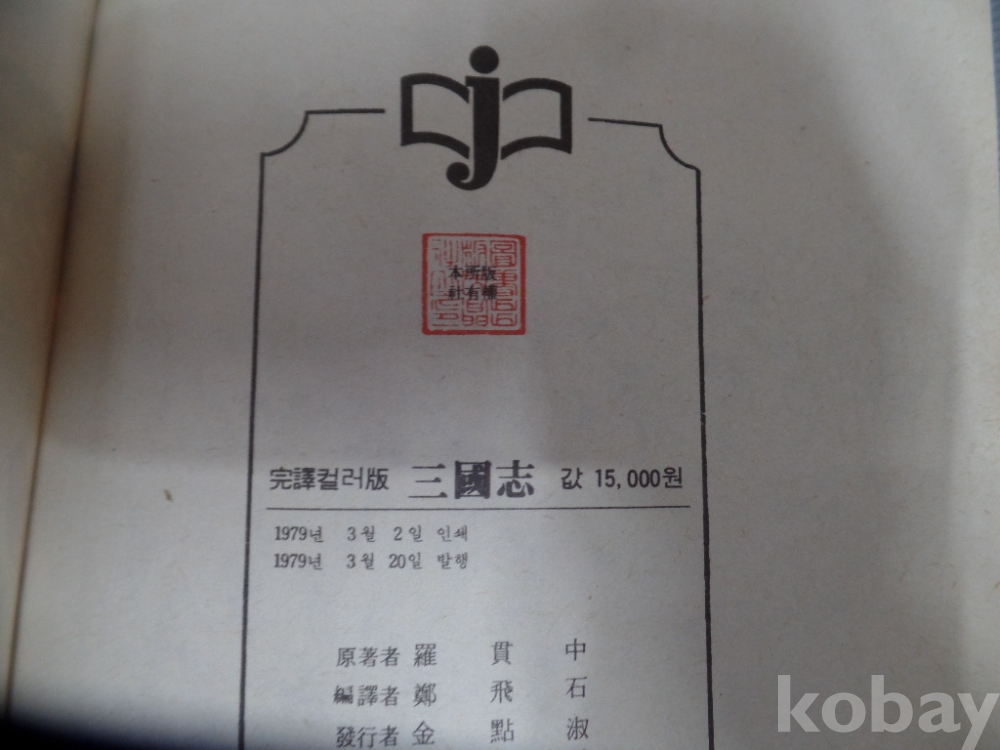 j
版權
所有
本社
完譯컬러版 三國志 값 15,000원
1979년 3월 2일 인쇄
1979년 3월 20일 발행
原著者 羅貫中
編譯者 鄭飛石
發行者 金點淑
kobay